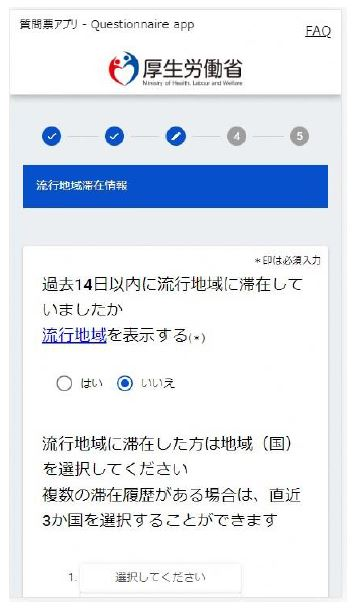 質問票アプリ - Questionnaire app
FAQ
厚生労働省
Ministry of Health, Labour and Welfare
4
5
流行地域滞在情報
*印は必須入力
過去14日以内に流行地域に滞在して
いましたか
流行地域を表示する(*)
はい
いいえ
流行地域に滞在した方は地域（国）
を選択してください
複数の滞在履歴がある場合は、直近
3か国を選択することができます
1. 選択してください